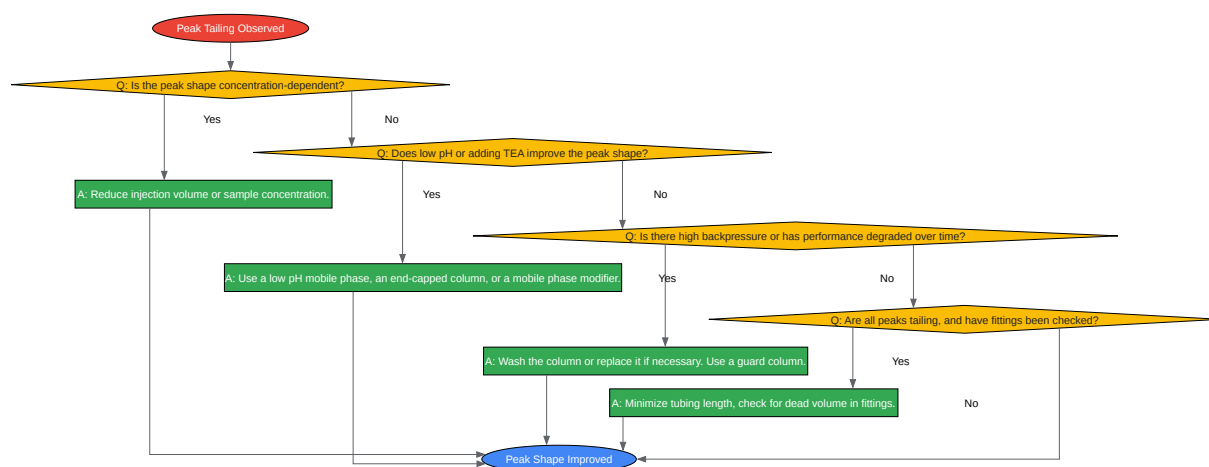 Peak Tailing Observed
Q: Is the peak shape concentration-dependent?
Yes
No
Q: Does low pH or adding TEA improve the peak shape?
A: Reduce injection volume or sample concentration.
Yes
No
Q: Is there high backpressure or has performance degraded over time?
A: Use a low pH mobile phase, an end-capped column, or a mobile phase modifier.
Yes
No
Q: Are all peaks tailing, and have fittings been checked?
A: Wash the column or replace it if necessary. Use a guard column.
Yes
A: Minimize tubing length, check for dead volume in fittings.
No
Peak Shape Improved